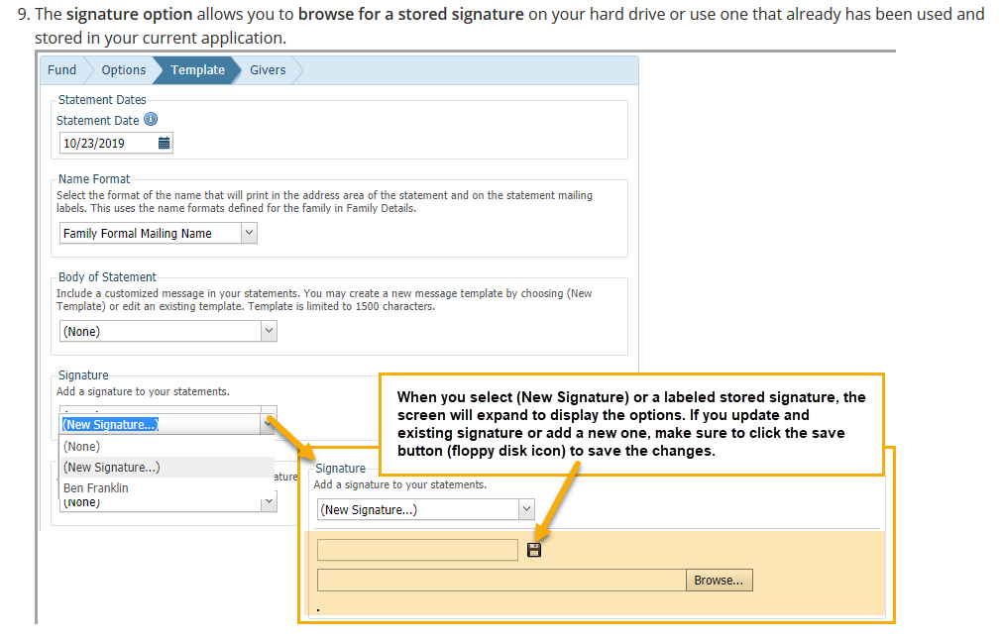 9. The signature option allows you to browse for a stored signature on your hard drive or use one that already has been used and
stored in your current application.
Fund Options Template Givers
Statement Dates
Statement Date
10/23/2019
Name Format
Select the format of the name that will print in the address area of the statement and on the statement mailing
labels. This uses the name formats defined for the family in Family Details.
Family Formal Mailing Name
Body of Statement
Include a customized message in your statements. You may create a new message template by choosing (New
Template) or edit an existing template. Template is limited to 1500 characters.
(None)
Signature
Add a signature to your statements.
(New Signature...)
(None)
(New Signature...)
Ben Franklin
(None)
When you select (New Signature) or a labeled stored signature, the
screen will expand to display the options. If you update and
existing signature or add a new one, make sure to click the save
button (floppy disk icon) to save the changes.
Signature
Add a signature to your statements.
(New Signature...)
Browse...